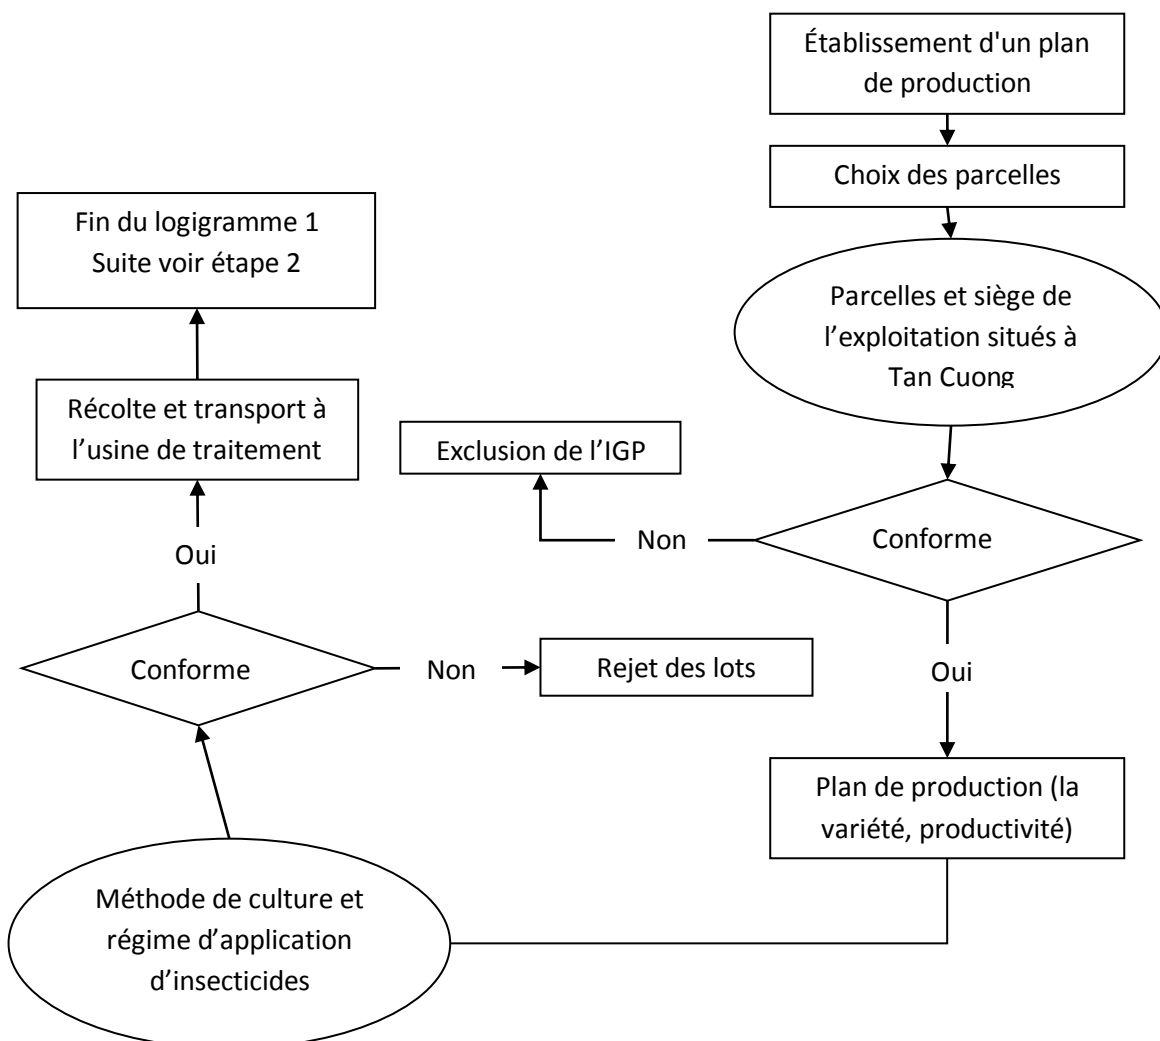 Établissement d'un plan
de production
Choix des parcelles
Parcelles et siège de
l’exploitation situés à
Tan Cuong
Conforme
Non
Exclusion de l’IGP
Oui
Plan de production (la
variété, productivité)
Méthode de culture et
régime d’application
d’insecticides
Conforme
Non
Rejet des lots
Oui
Récolte et transport à
l’usine de traitement
Fin du logigramme 1
Suite voir étape 2